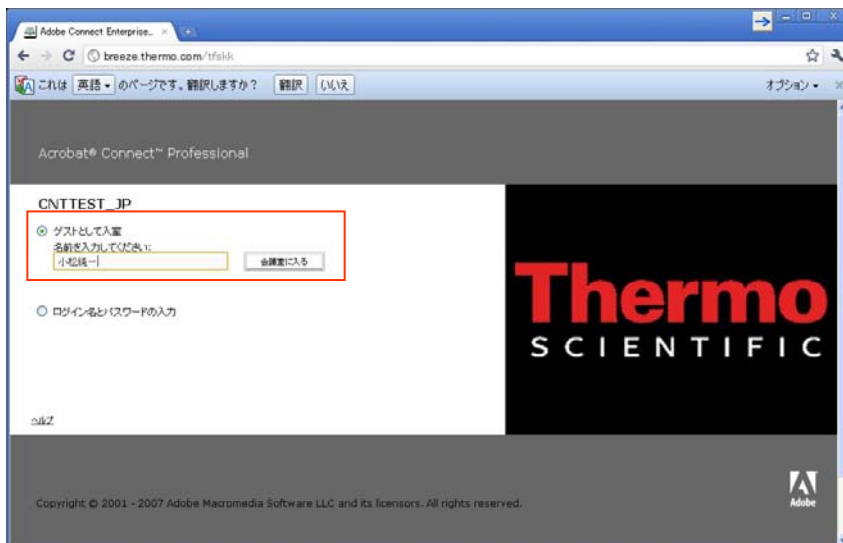 Adobe Connect Enterprise...
breeze.thermo.com/tfskk
これは 英語 のページです。翻訳しますか? 翻訳 いいえ オプション
Acrobat® Connect™ Professional
CNTTEST_JP
ゲストとして入室
名前を入力してください:
小松純一
会議室に入る
ログイン名とパスワードの入力
ヘルプ
Thermo
SCIENTIFIC
Copyright © 2001 - 2007 Adobe Macromedia Software LLC and its licensors. All rights reserved.
Adobe